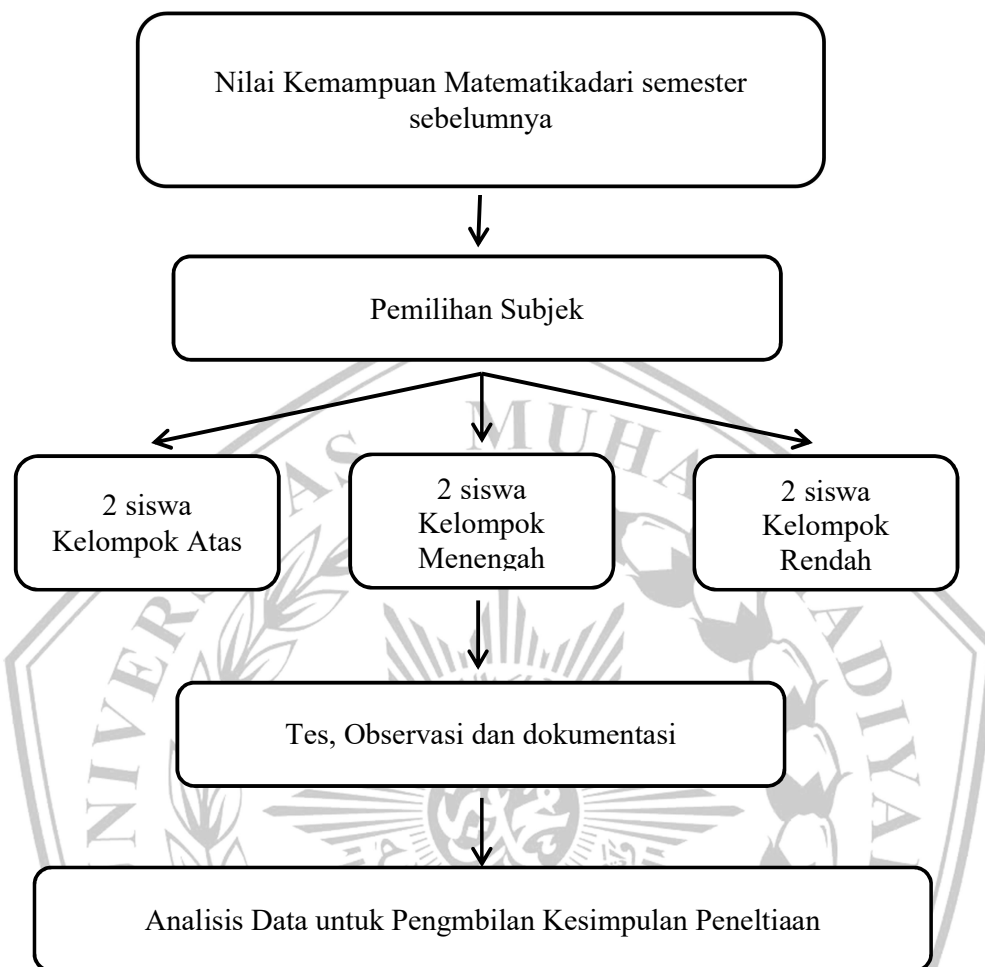 Nilai Kemampuan Matematikadari semester
sebelumnya
Pemilihan Subjek
2 siswa
Kelompok Atas
2 siswa
Kelompok
Menengah
2 siswa
Kelompok
Rendah
Tes, Observasi dan dokumentasi
Analisis Data untuk Pengmbilan Kesimpulan Peneltiaan